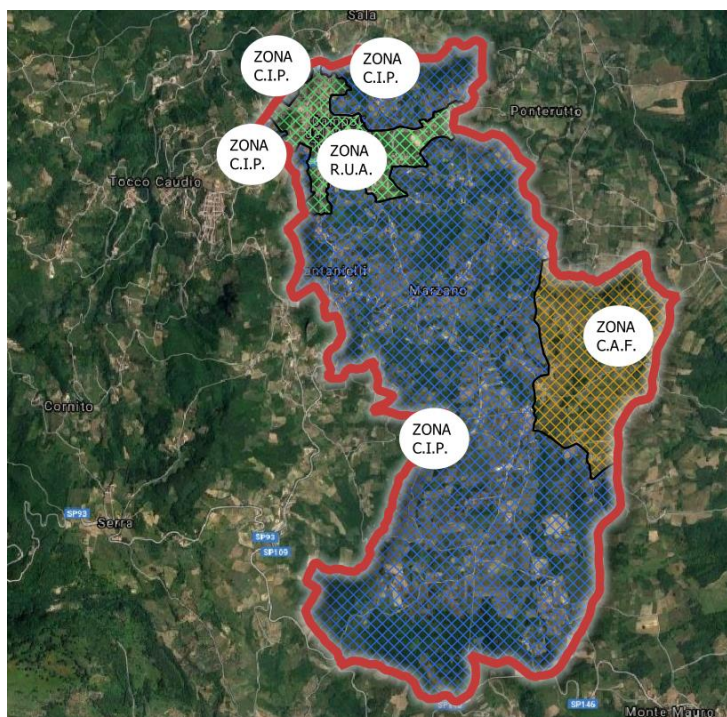 Sala
ZONA
C.I.P.
ZONA
C.I.P.
Ponterutto
ZONA
C.I.P.
ZONA
R.U.A.
Tocco Caudio
Marzano
ZONA
C.A.F.
Cornito
ZONA
C.I.P.
SP93
Serra
SP93
SP109
SP146
Monte Mauro